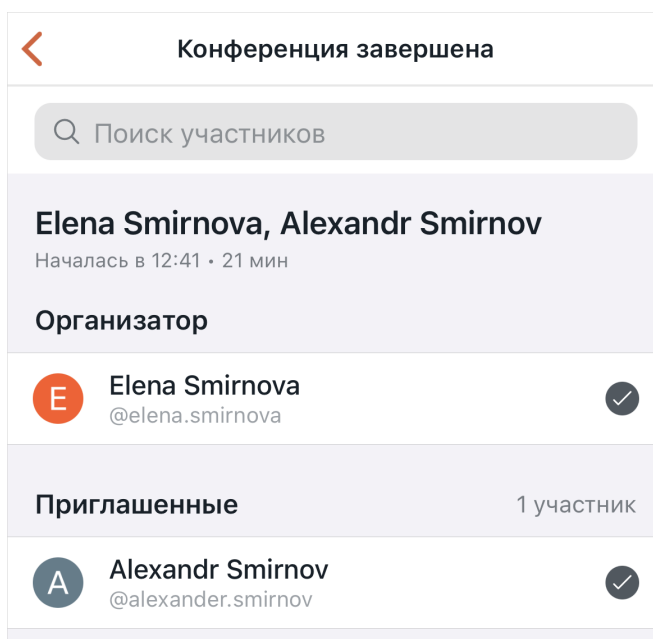 Конференция завершена
Поиск участников
Elena Smirnova, Alexandr Smirnov
Началась в 12:41 • 21 мин
Организатор
E
Elena Smirnova
@elena.smirnova
Приглашенные
1 участник
A
Alexandr Smirnov
@alexander.smirnov